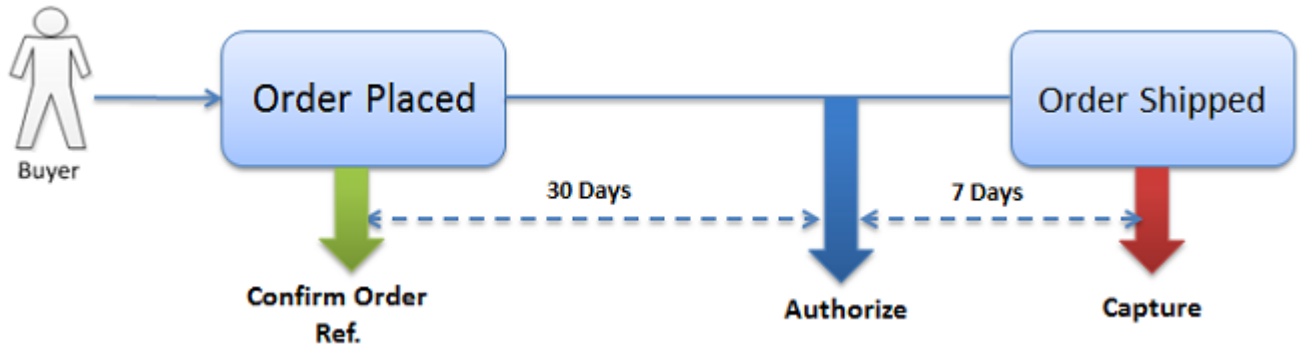 Order Placed
Order Shipped
Buyer
30 Days
7 Days
Confirm Order
Ref.
Authorize
Capture